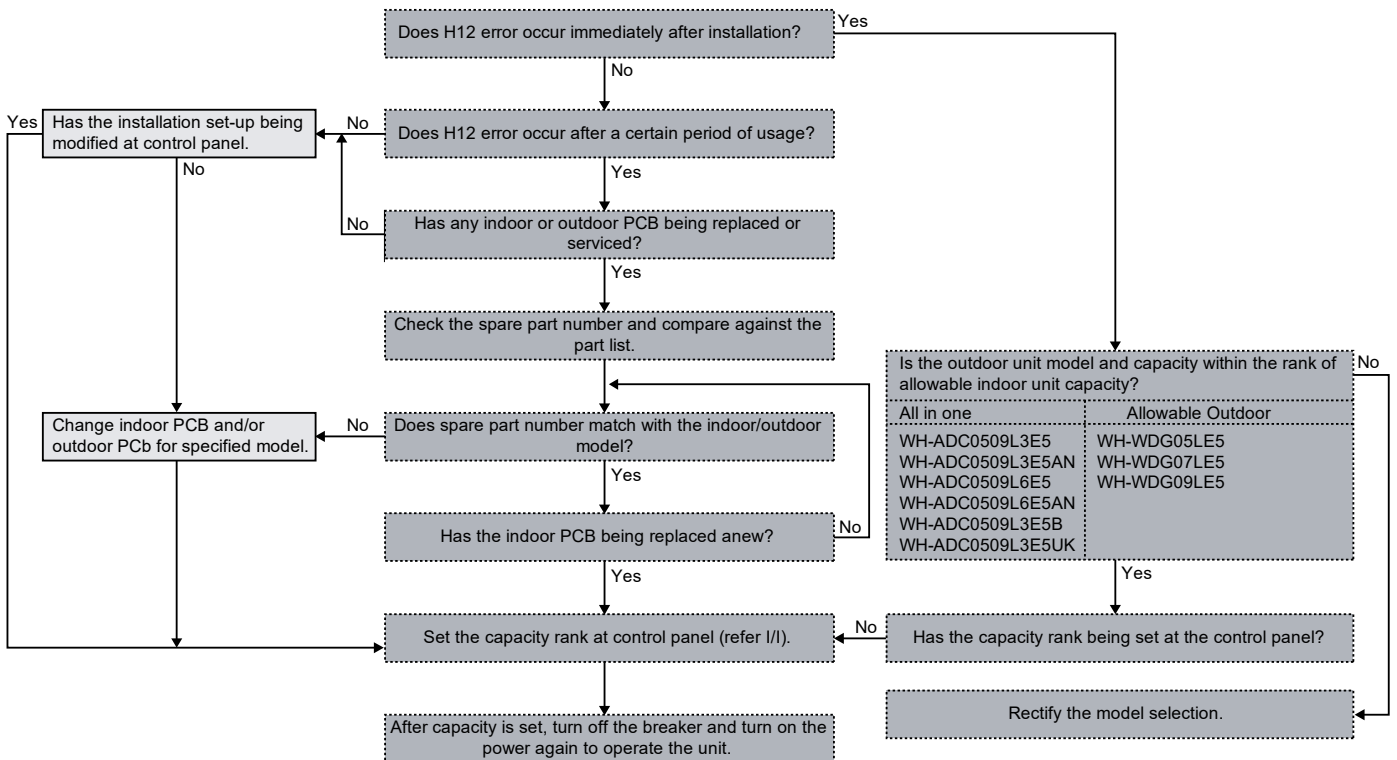 Does H12 error occur immediately after installation?
Yes
No
Does H12 error occur after a certain period of usage?
No
Has the installation set-up being
modified at control panel.
Yes
No
Yes
Has any indoor or outdoor PCB being replaced or
serviced?
No
Yes
Check the spare part number and compare against the
part list.
Does spare part number match with the indoor/outdoor
model?
No
Change indoor PCB and/or
outdoor PCb for specified model.
Yes
Has the indoor PCB being replaced anew?
No
Yes
Set the capacity rank at control panel (refer I/I).
After capacity is set, turn off the breaker and turn on the
power again to operate the unit.
Is the outdoor unit model and capacity within the rank of
allowable indoor unit capacity?
No
All in one
Allowable Outdoor
WH-ADC0509L3E5
WH-ADC0509L3E5AN
WH-ADC0509L6E5
WH-ADC0509L6E5AN
WH-ADC0509L3E5B
WH-ADC0509L3E5UK
WH-WDG05LE5
WH-WDG07LE5
WH-WDG09LE5
Yes
Has the capacity rank being set at the control panel?
No
Rectify the model selection.